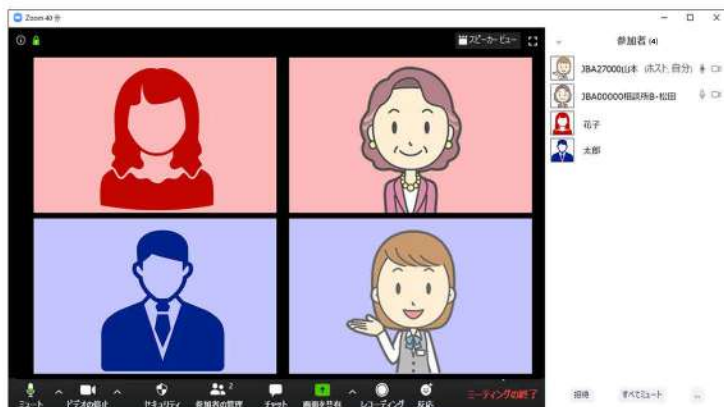 Zoom 40 分
スピーカービュー
参加者 (4)
JBA27000山本 (ホスト, 自分)
JBA00000相談所B-松田
花子
太郎
ミュート
ビデオの停止
セキュリティ
参加者の管理
2
チャット
画面を共有
レコーディング
反応
ミーティングの終了
招待
すべてミュート
...